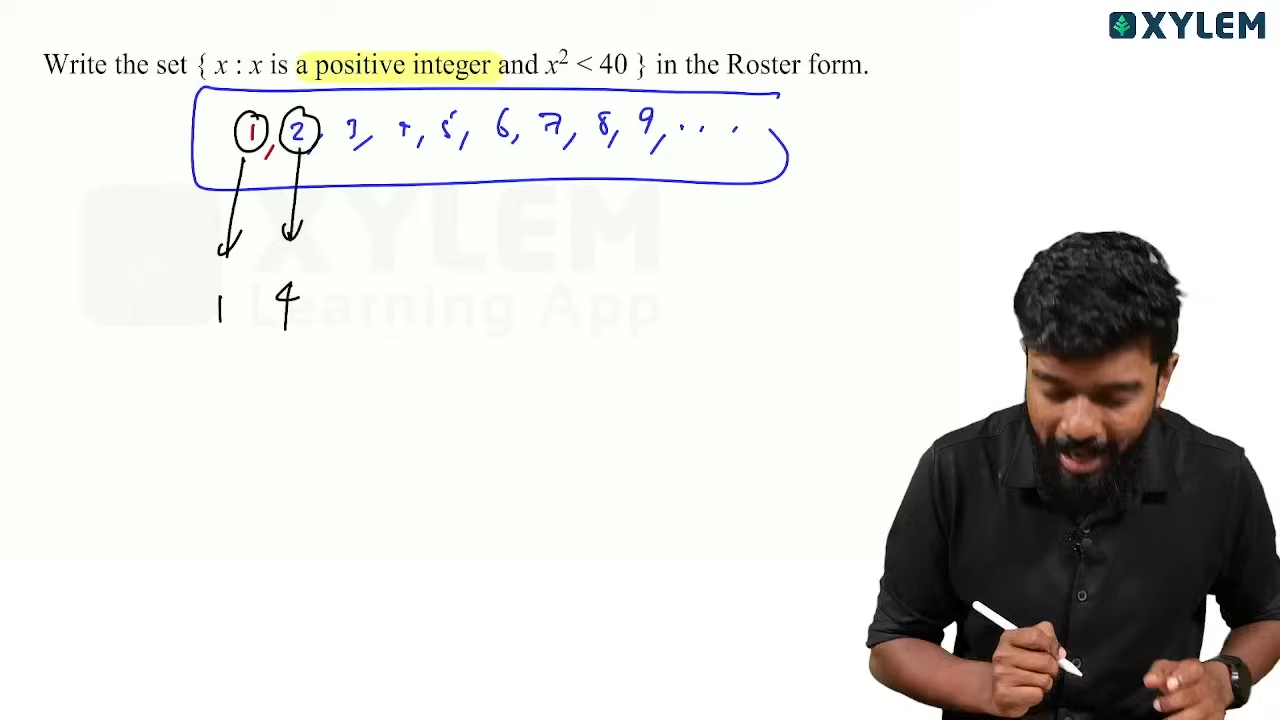 XYLEM
Write the set { x : x is a positive integer and x² < 40 } in the Roster form.
1, 2, 3, 4, 5, 6, 7, 8, 9, . . . .
1 4
XYLEM
Learning App